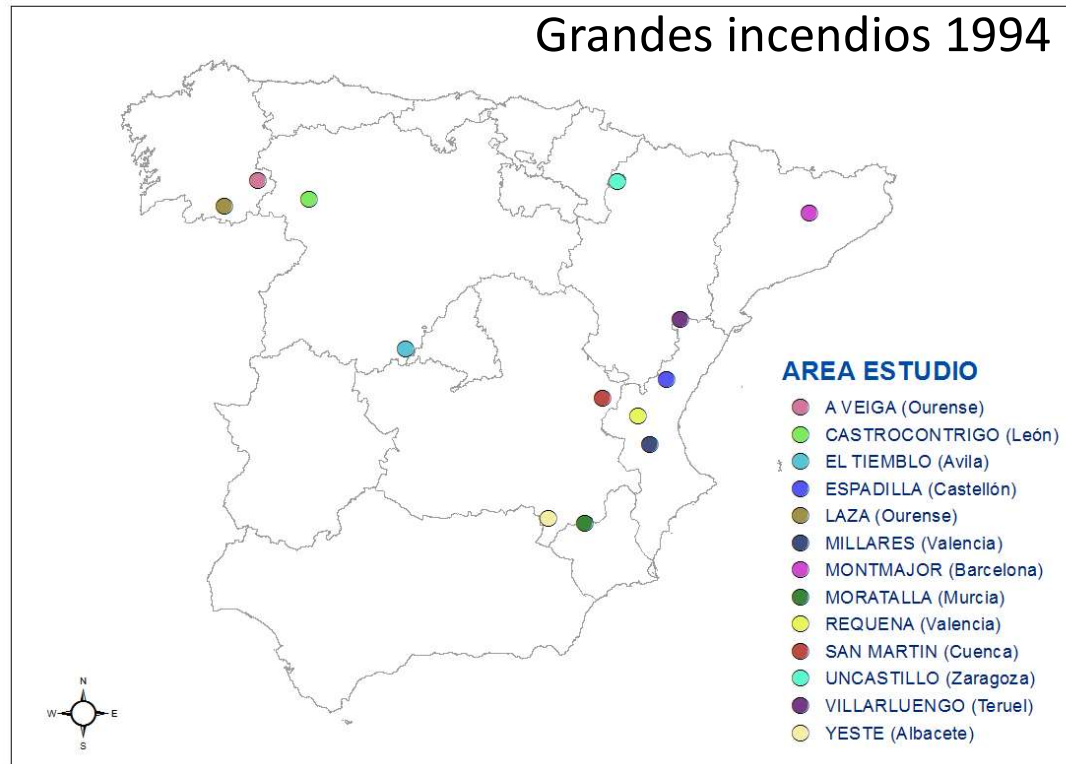 Grandes incendios 1994
AREA ESTUDIO
A VEIGA (Ourense)
CASTROCONTRIGO (León)
EL TIEMBLO (Avila)
ESPADILLA (Castellón)
LAZA (Ourense)
MILLARES (Valencia)
MONTMAJOR (Barcelona)
MORATALLA (Murcia)
REQUENA (Valencia)
SAN MARTIN (Cuenca)
UNCASTILLO (Zaragoza)
VILLARLUENGO (Teruel)
YESTE (Albacete)
N
W E
S